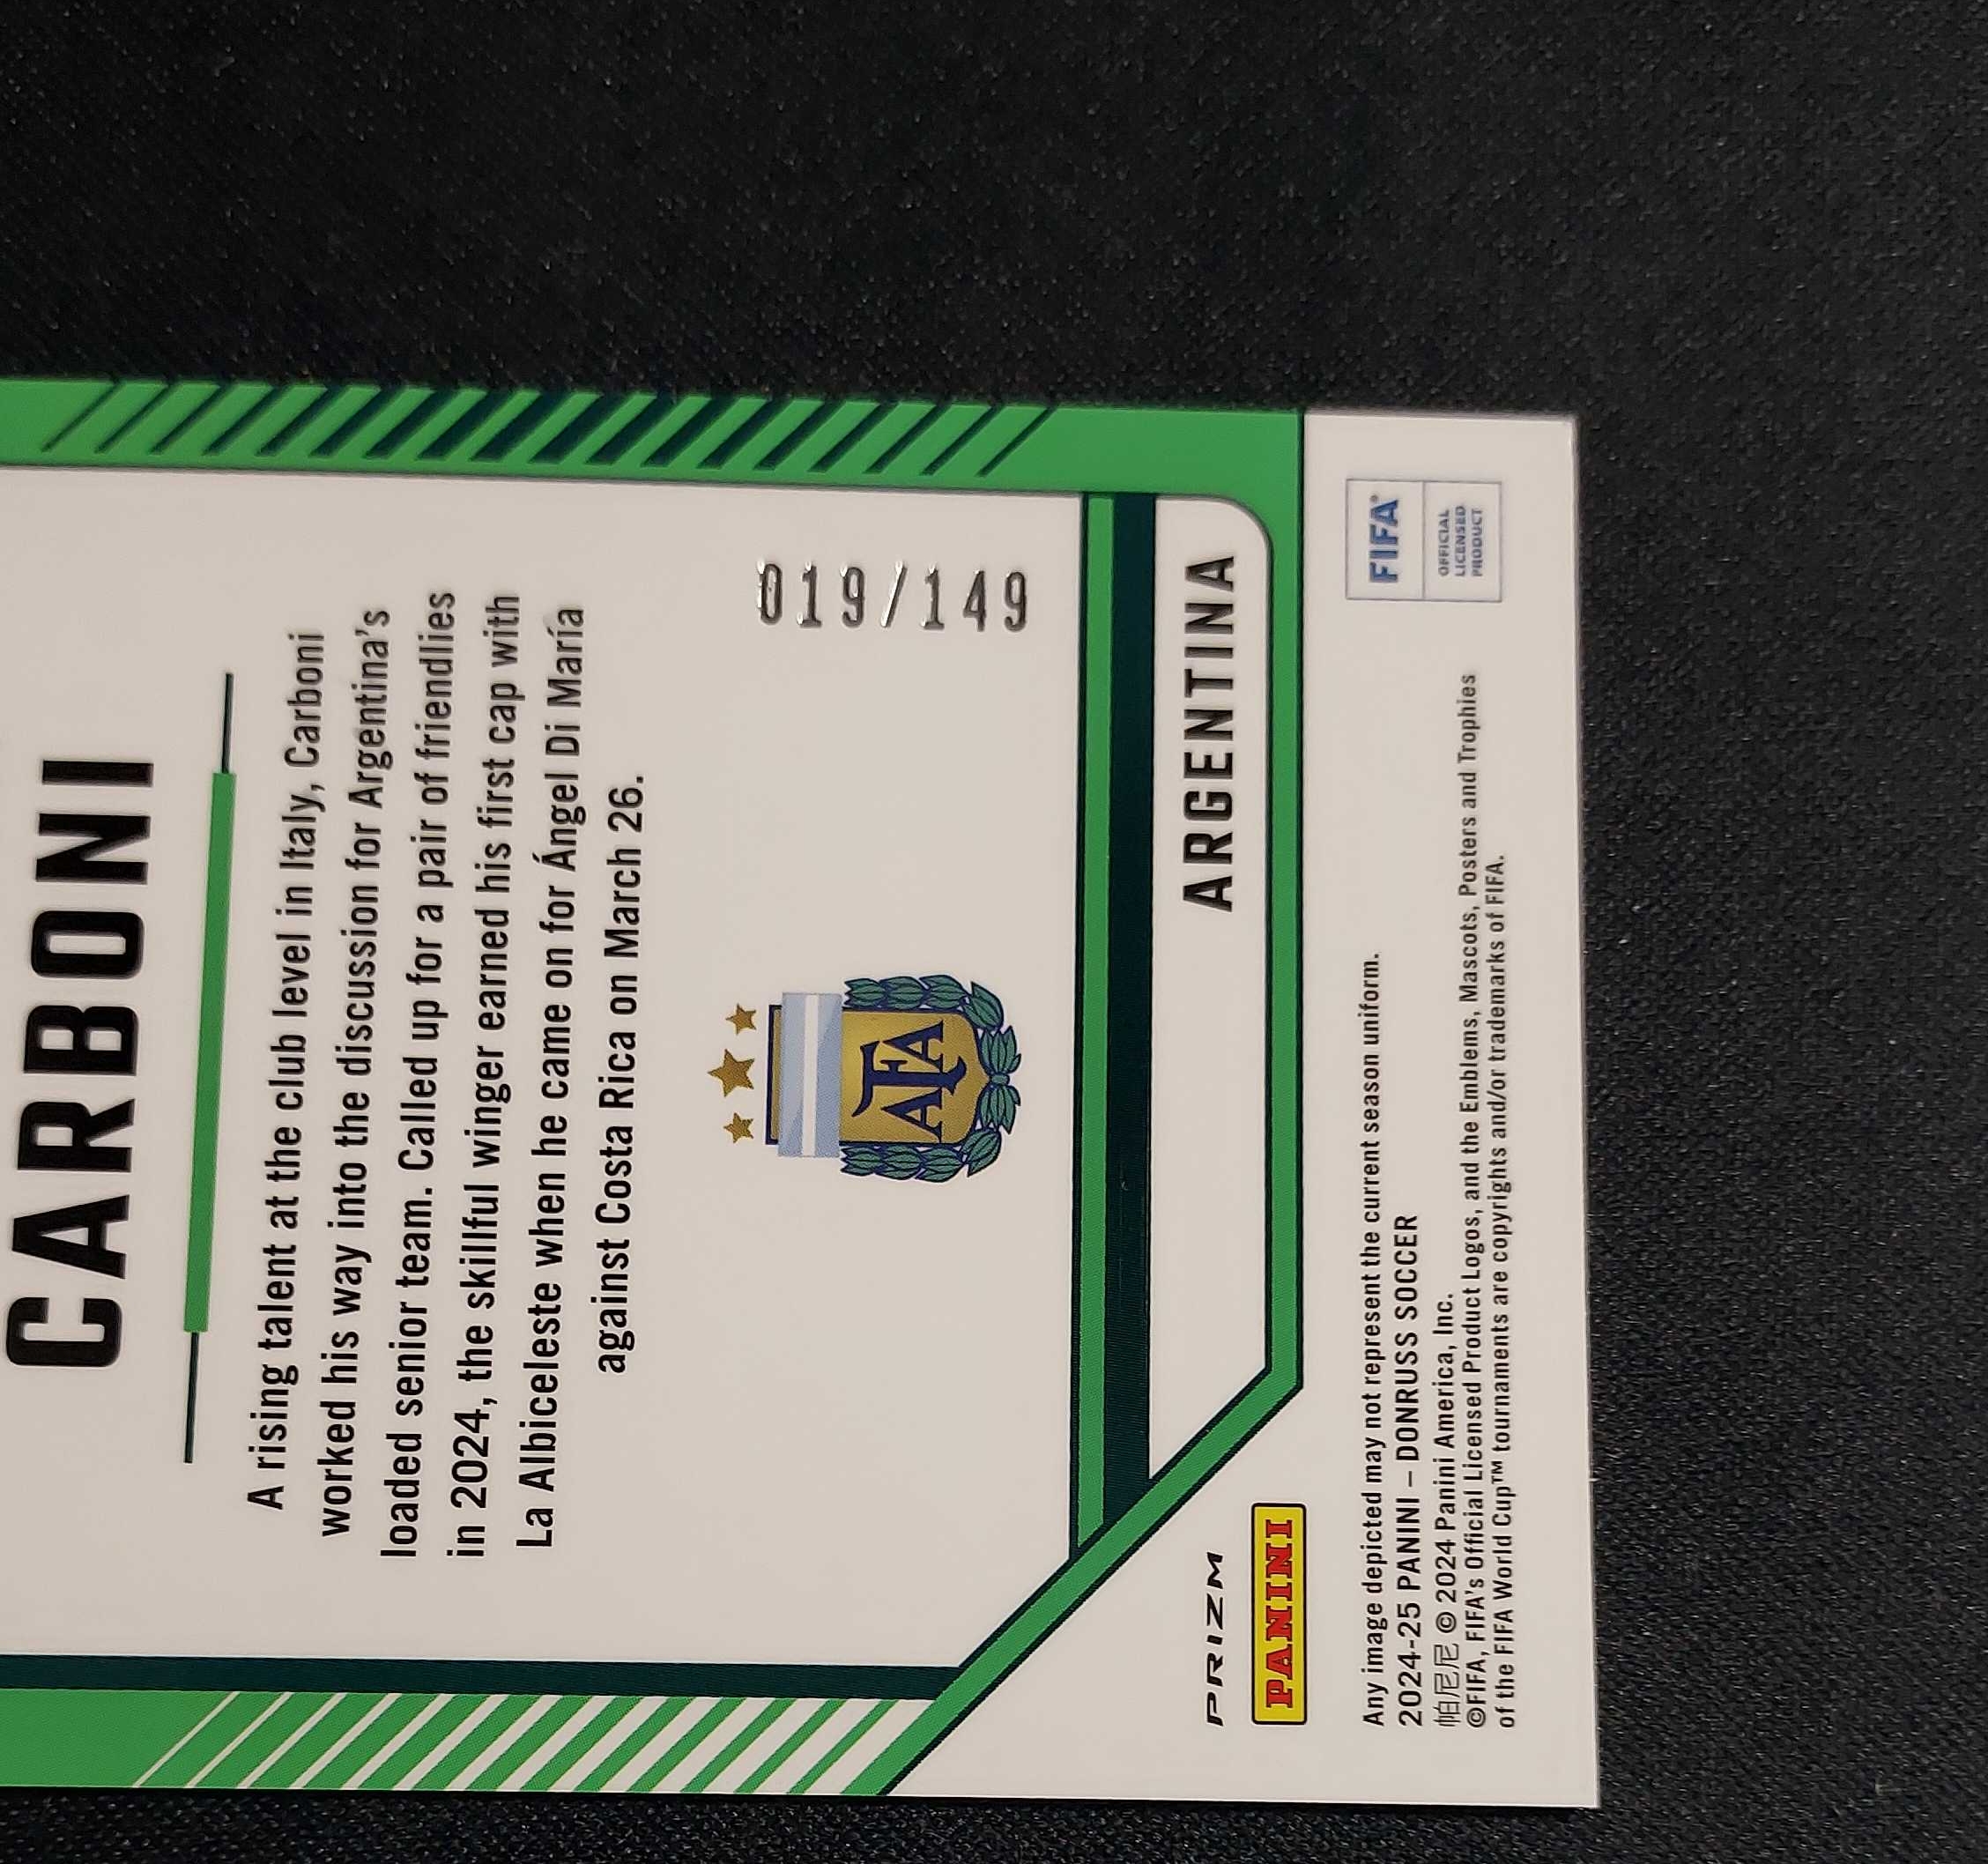 CARBONI
A rising talent at the club level in Italy, Carboni
worked his way into the discussion for Argentina's
loaded senior team. Called up for a pair of friendlies
in 2024, the skillful winger earned his first cap with
La Albiceleste when he came on for Ángel Di María
against Costa Rica on March 26.
019/149
AFA
ARGENTINA
PRIZM
PANINI
FIFA®
OFFICIAL
LICENSED
PRODUCT
Any image depicted may not represent the current season uniform.
2024-25 PANINI – DONRUSS SOCCER
帕尼尼 © 2024 Panini America, Inc.
©FIFA, FIFA's Official Licensed Product Logos, and the Emblems, Mascots, Posters and Trophies
of the FIFA World Cup™ tournaments are copyrights and/or trademarks of FIFA.